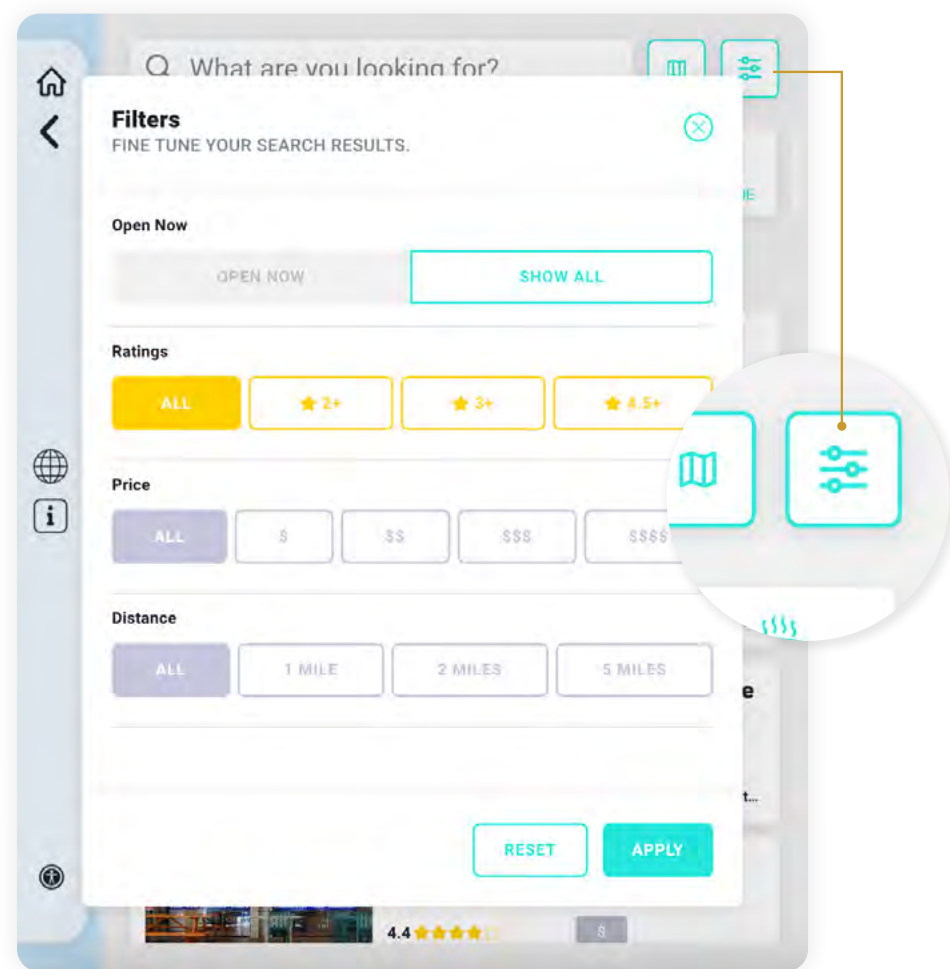 What are you looking for?
Filters
FINE TUNE YOUR SEARCH RESULTS.
Open Now
OPEN NOW
SHOW ALL
Ratings
ALL
2+
3+
4.5+
Price
ALL
$
$$
$$$
$$$$
i
Distance
ALL
1 MILE
2 MILES
5 MILES
e
t...
RESET
APPLY
4.4
$